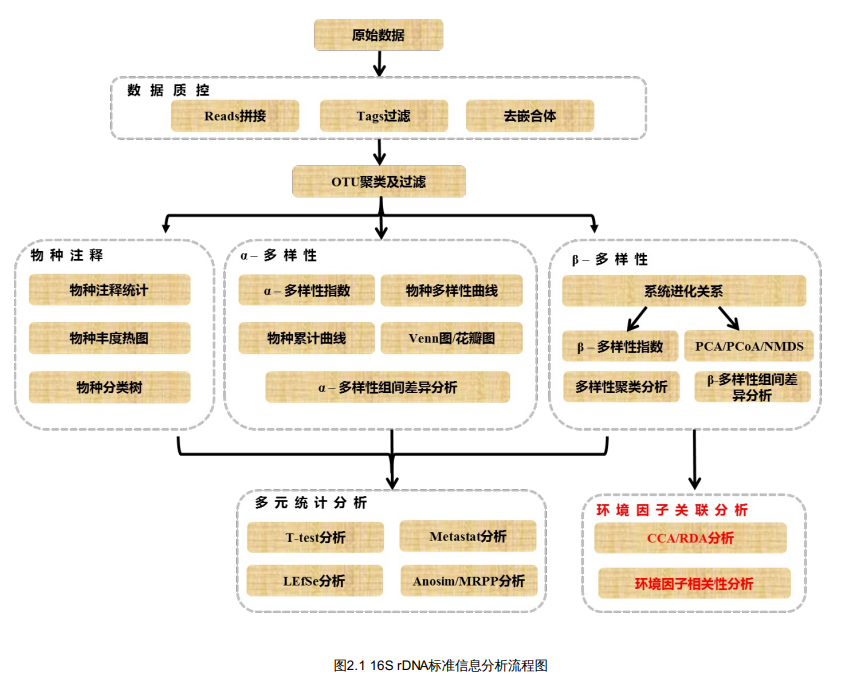 原始数据
数据质控
Reads拼接
Tags过滤
去嵌合体
OTU聚类及过滤
物种注释
物种注释统计
物种丰度热图
物种分类树
α–多样性
α–多样性指数
物种多样性曲线
物种累计曲线
Venn图/花瓣图
α–多样性组间差异分析
β–多样性
系统进化关系
β–多样性指数
PCA/PCoA/NMDS
多样性聚类分析
β-多样性组间差
异分析
多元统计分析
T-test分析
Metastat分析
LEfSe分析
Anosim/MRPP分析
环境因子关联分析
CCA/RDA分析
环境因子相关性分析
图2.1 16S rDNA标准信息分析流程图